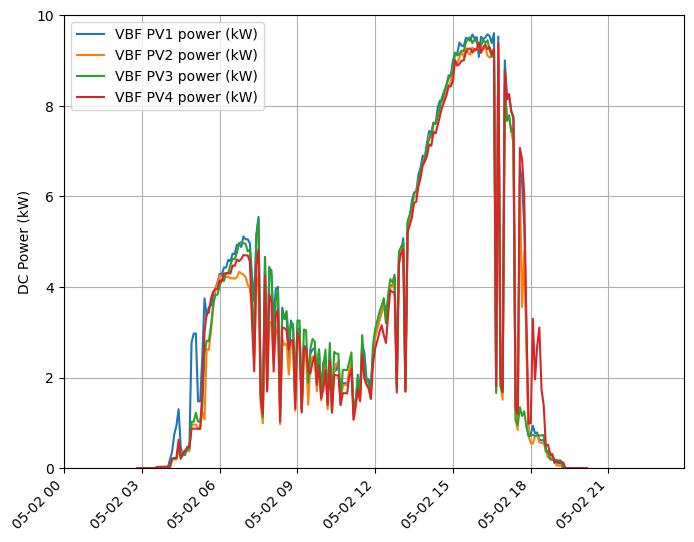 10
8
6
4
2
0
DC Power (kW)
VBF PV1 power (kW)
VBF PV2 power (kW)
VBF PV3 power (kW)
VBF PV4 power (kW)
05-02 00
05-02 03
05-02 06
05-02 09
05-02 12
05-02 15
05-02 18
05-02 21